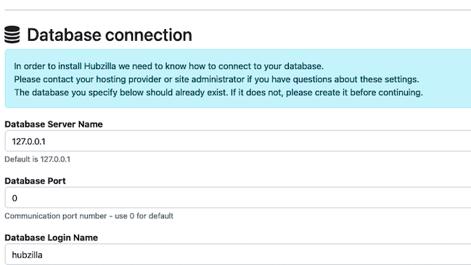 Database connection
In order to install Hubzilla we need to know how to connect to your database.
Please contact your hosting provider or site administrator if you have questions about these settings.
The database you specify below should already exist. If it does not, please create it before continuing.
Database Server Name
127.0.0.1
Default is 127.0.0.1
Database Port
0
Communication port number - use 0 for default
Database Login Name
hubzilla